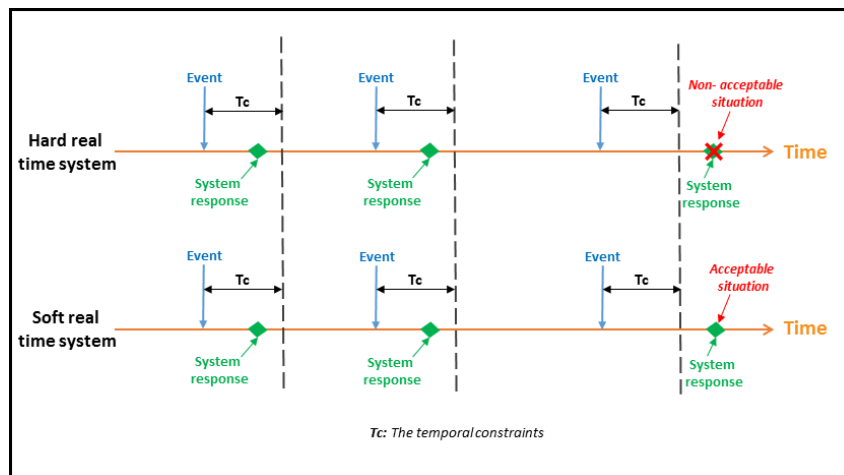 Event
Event
Event
Non- acceptable
situation
Tc
Tc
Tc
Hard real
time system
Time
System
response
System
response
System
response
Event
Event
Event
Acceptable
situation
Tc
Tc
Tc
Soft real
time system
Time
System
response
System
response
System
response
Tc: The temporal constraints